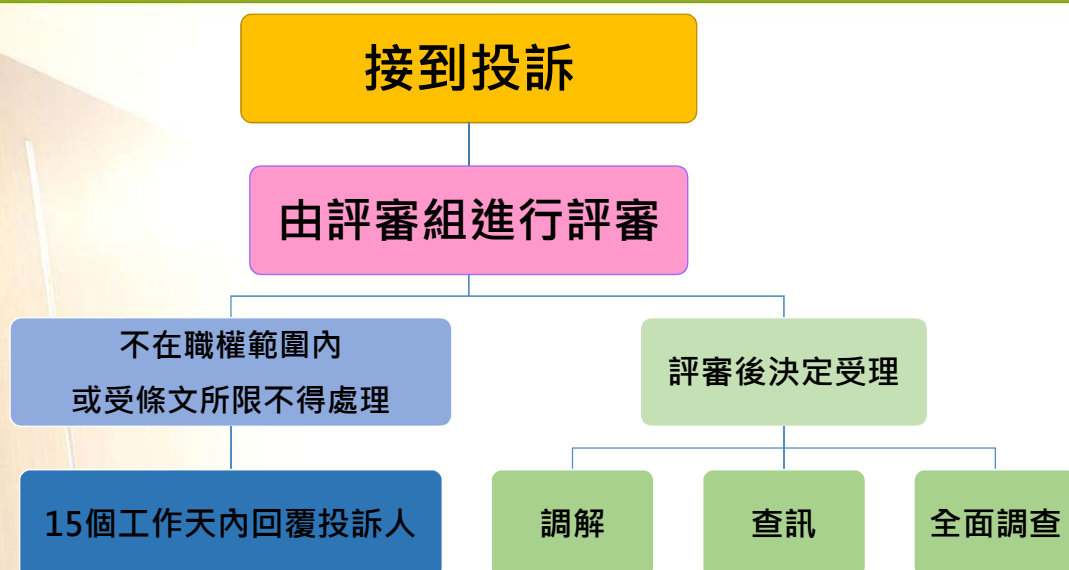 接到投訴
由評審組進行評審
不在職權範圍內
或受條文所限不得處理
評審後決定受理
15個工作天內回覆投訴人
調解
查訊
全面調查